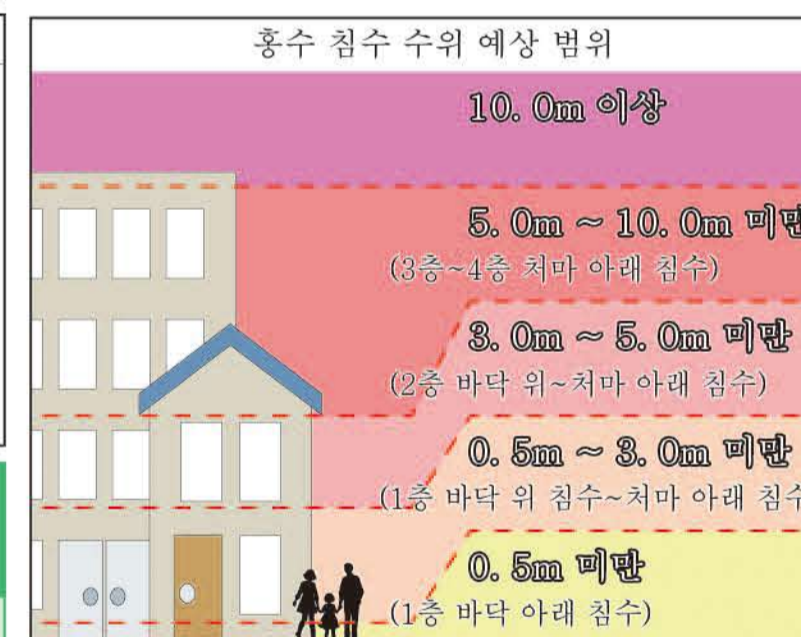 홍수 침수 수위 예상 범위
10. 0m 이상
5. 0m ~ 10. 0m 미만
(3층~4층 처마 아래 침수)
3. 0m ~ 5. 0m 미만
(2층 바닥 위~처마 아래 침수)
0. 5m ~ 3. 0m 미만
(1층 바닥 위 침수~처마 아래 침수
0. 5m 미만
(1층 바닥 아래 침수)